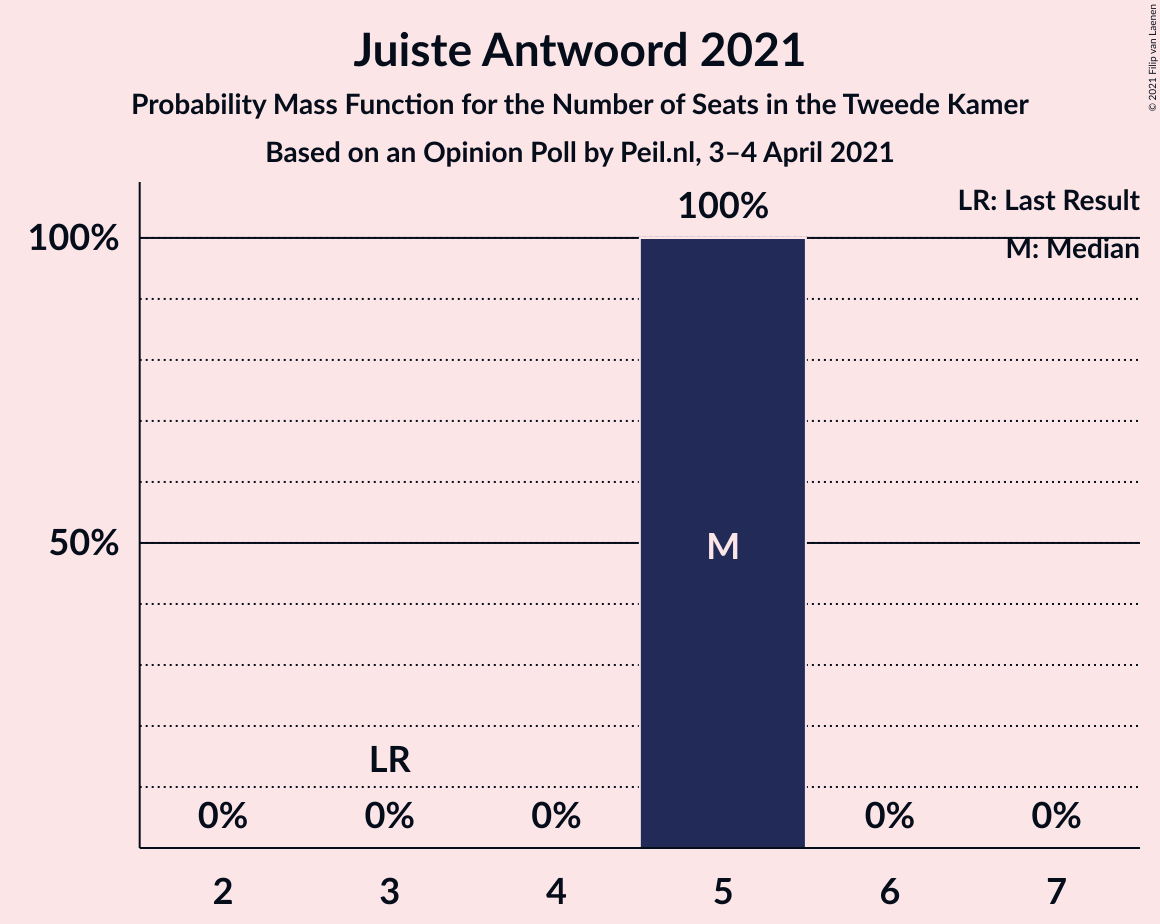 Juiste Antwoord 2021
Probability Mass Function for the Number of Seats in the Tweede Kamer
Based on an Opinion Poll by Peil.nl, 3–4 April 2021
© 2021 Filip van Laenen
LR: Last Result
M: Median
100%
100%
50%
M
LR
0%
0%
0%
0%
0%
2
3
4
5
6
7